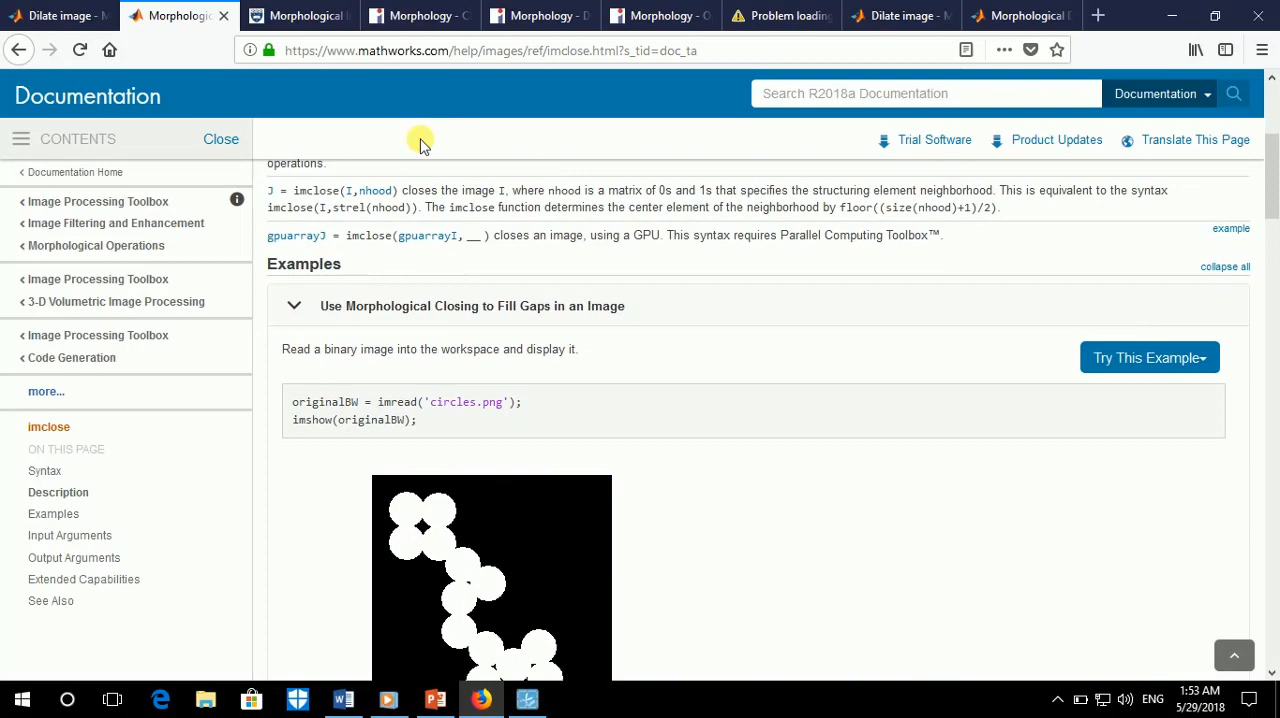 Dilate image - M
Morphologic
Morphological I
Morphology - C
Morphology - D
Morphology - O
Problem loading
Dilate image - M
Morphological D
https://www.mathworks.com/help/images/ref/imclose.html?s_tid=doc_ta
Documentation
Search R2018a Documentation
Documentation
CONTENTS
Close
Trial Software
Product Updates
Translate This Page
Documentation Home
Image Processing Toolbox
Image Filtering and Enhancement
Morphological Operations
Image Processing Toolbox
3-D Volumetric Image Processing
Image Processing Toolbox
Code Generation
more...
imclose
ON THIS PAGE
Syntax
Description
Examples
Input Arguments
Output Arguments
Extended Capabilities
See Also
operations.
J = imclose(I,nhood) closes the image I, where nhood is a matrix of 0s and 1s that specifies the structuring element neighborhood. This is equivalent to the syntax
imclose(I,strel(nhood)). The imclose function determines the center element of the neighborhood by floor((size(nhood)+1)/2).
gpuarrayJ = imclose(gpuarrayI, __ ) closes an image, using a GPU. This syntax requires Parallel Computing Toolbox™.
example
Examples
collapse all
Use Morphological Closing to Fill Gaps in an Image
Read a binary image into the workspace and display it.
Try This Example
originalBW = imread('circles.png');
imshow(originalBW);
ENG
1:53 AM
5/29/2018